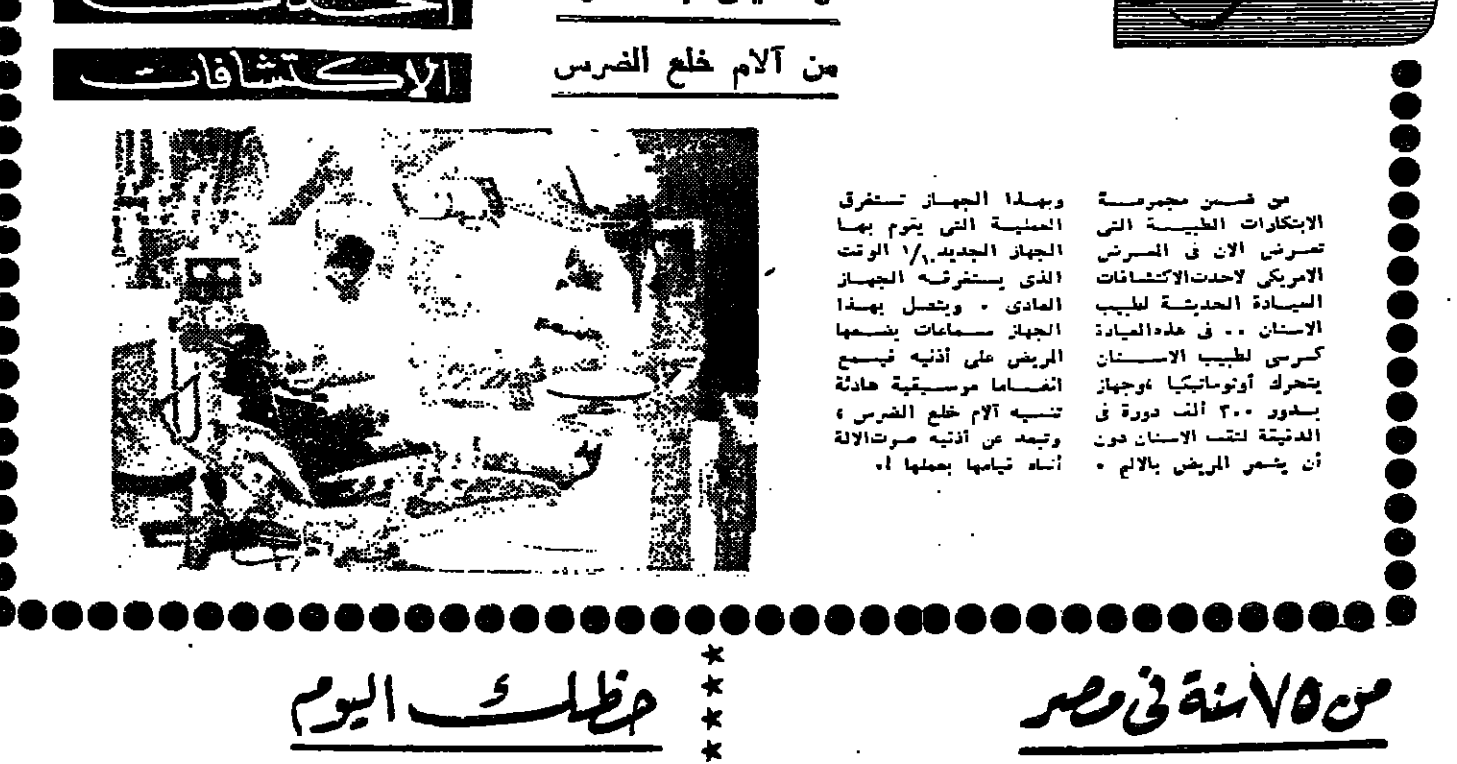 الاكتشافات
من آلام خلع الضرس
من ضمن مجموعة
الابتكارات الطبية التى
تعرض الان فى المعرض
الامريكى لاحدث الاكتشافات
العيادة الحديثة لطبيب
الاسنان .. فى هذه العيادة
كرسى لطبيب الاسنان
يتحرك أوتوماتيكيا ، وجهاز
يدور ٣٠٠ ألف دورة فى
الدقيقة لثقب الاسنان دون
أن يشعر المريض بالالم .
وبهذا الجهاز تستغرق
العملية التى يقوم بها
الجهاز الجديد ١/١٠ الوقت
الذى يستغرقه الجهاز
العادى . ويتصل بهذا
الجهاز سماعات يضعها
المريض على أذنيه فيسمع
انغاما موسيقية هادئة
تنسيه آلام خلع الضرس ،
وتبعد عن أذنيه صوت الالة
أثناء قيامها بعملها !.
من ٧٥ سنة فى مصر
حظك اليوم